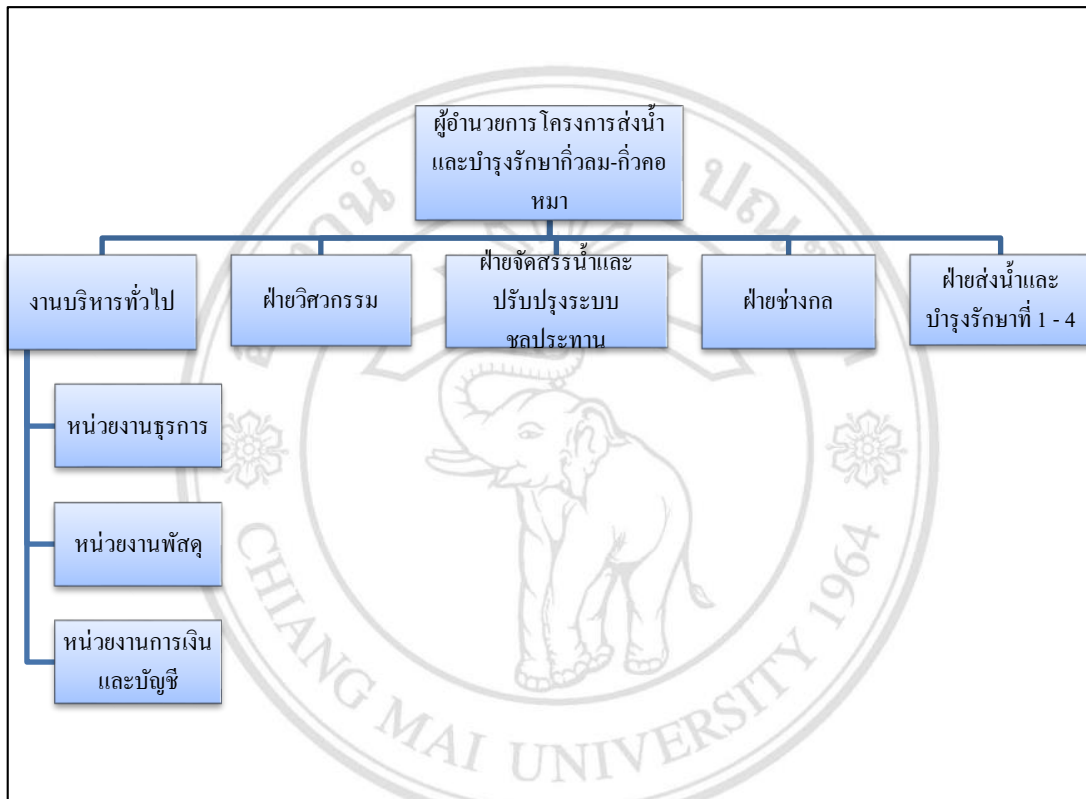 ผู้อำนวยการโครงการส่งน้ำ
และบำรุงรักษากิ่วลม-กิ่วคอ
หมา
งานบริหารทั่วไป
ฝ่ายวิศวกรรม
ฝ่ายจัดสรรน้ำและ
ปรับปรุงระบบ
ชลประทาน
ฝ่ายช่างกล
ฝ่ายส่งน้ำและ
บำรุงรักษาที่ 1 - 4
หน่วยงานธุรการ
หน่วยงานพัสดุ
หน่วยงานการเงิน
และบัญชี
CHIANG MAI UNIVERSITY 1964